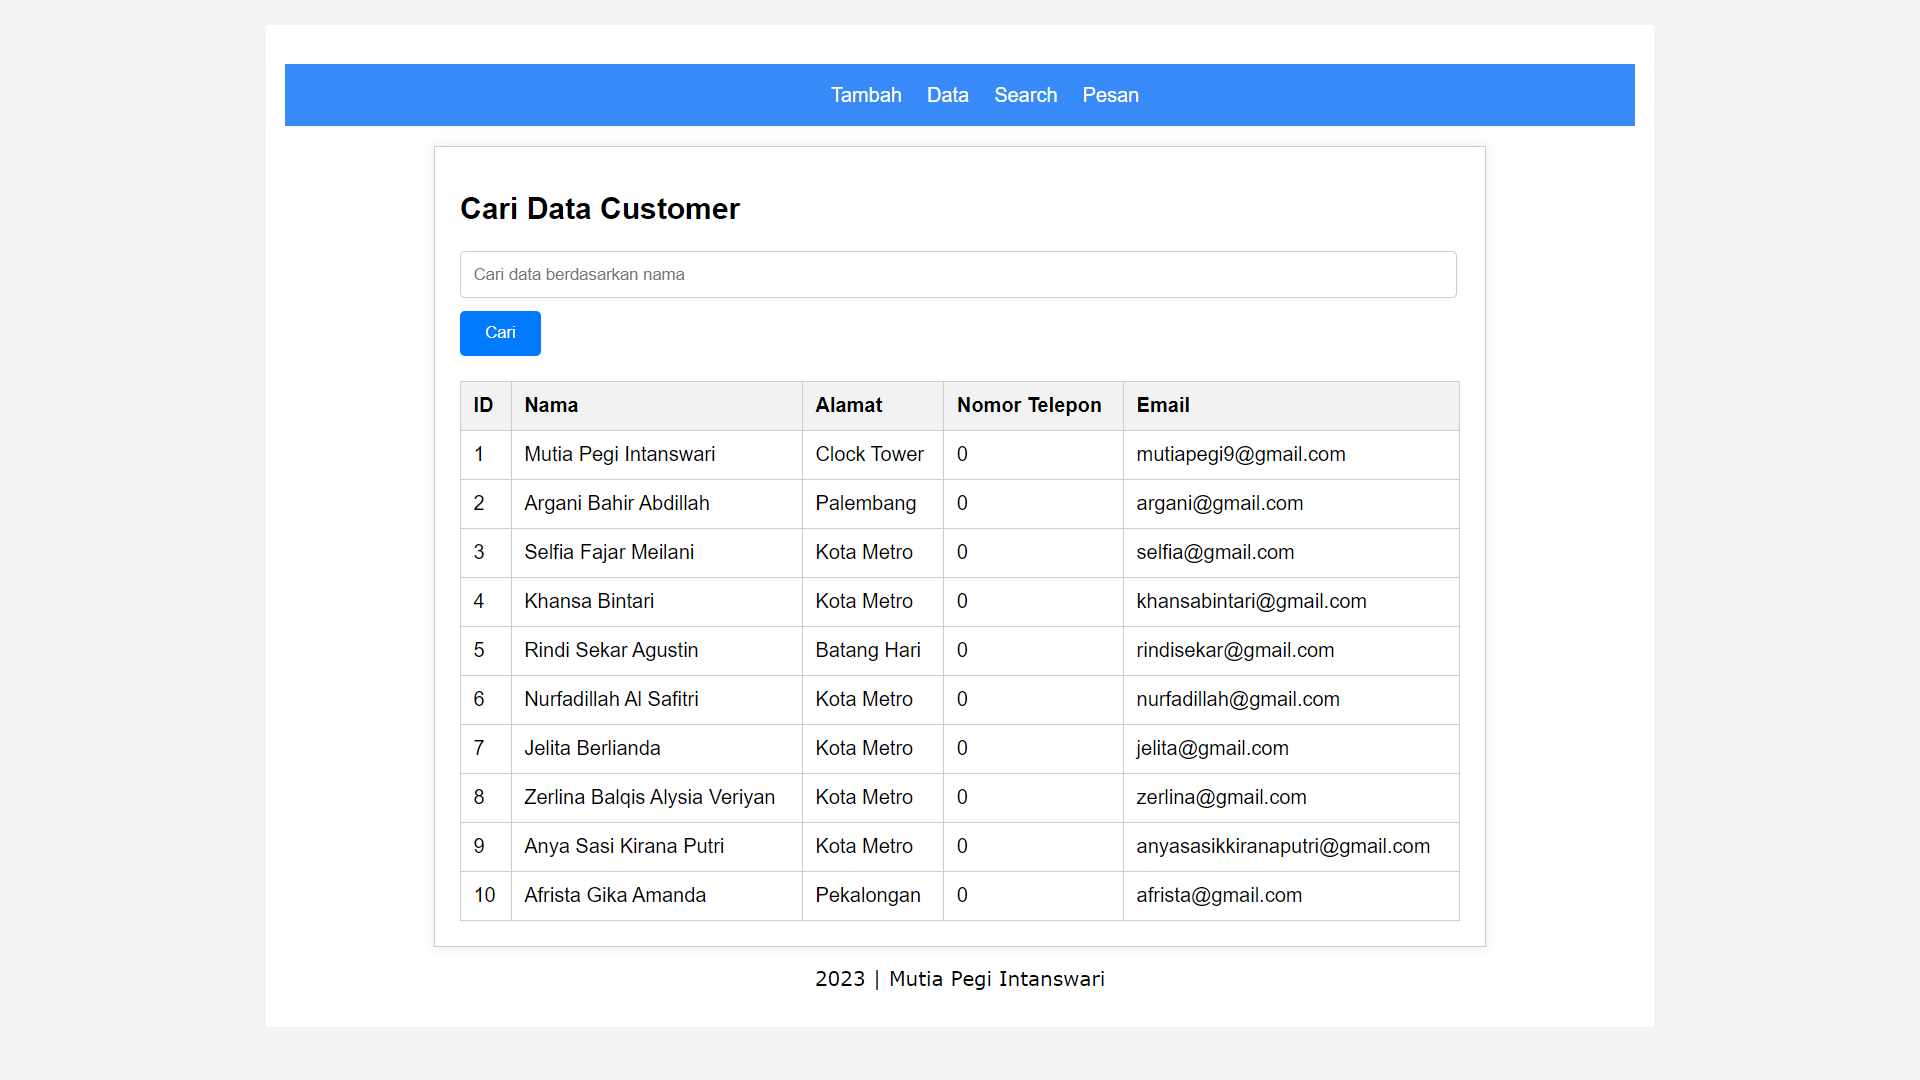 Tambah Data Search Pesan
Cari Data Customer
Cari data berdasarkan nama
Cari
ID Nama Alamat Nomor Telepon Email
1 Mutia Pegi Intanswari Clock Tower 0 mutiapegi9@gmail.com
2 Argani Bahir Abdillah Palembang 0 argani@gmail.com
3 Selfia Fajar Meilani Kota Metro 0 selfia@gmail.com
4 Khansa Bintari Kota Metro 0 khansabintari@gmail.com
5 Rindi Sekar Agustin Batang Hari 0 rindisekar@gmail.com
6 Nurfadillah Al Safitri Kota Metro 0 nurfadillah@gmail.com
7 Jelita Berlianda Kota Metro 0 jelita@gmail.com
8 Zerlina Balqis Alysia Veriyan Kota Metro 0 zerlina@gmail.com
9 Anya Sasi Kirana Putri Kota Metro 0 anyasasikkiranaputri@gmail.com
10 Afrista Gika Amanda Pekalongan 0 afrista@gmail.com
2023 | Mutia Pegi Intanswari